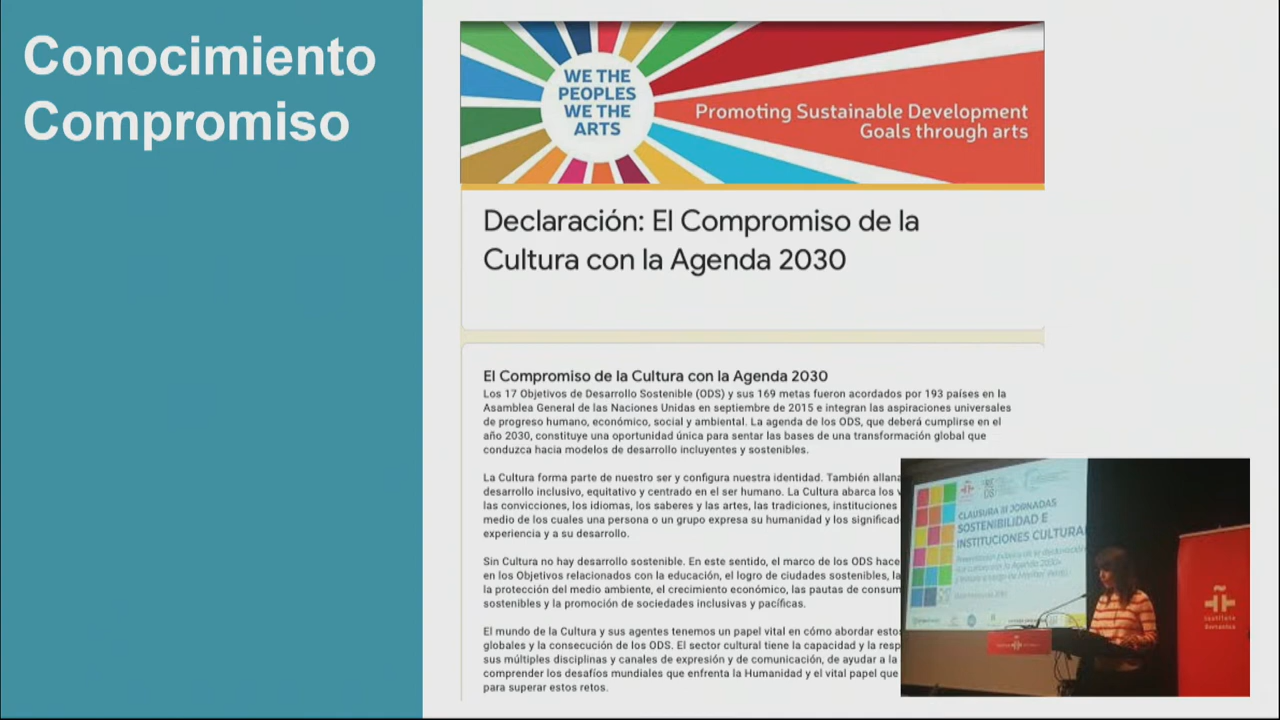 Conocimiento
Compromiso
WE THE
PEOPLES
WE THE
ARTS
Promoting Sustainable Development
Goals through arts
Declaración: El Compromiso de la
Cultura con la Agenda 2030
El Compromiso de la Cultura con la Agenda 2030
Los 17 Objetivos de Desarrollo Sostenible (ODS) y sus 169 metas fueron acordados por 193 países en la
Asamblea General de las Naciones Unidas en septiembre de 2015 e integran las aspiraciones universales
de progreso humano, económico, social y ambiental. La agenda de los ODS, que deberá cumplirse en el
año 2030, constituye una oportunidad única para sentar las bases de una transformación global que
conduzca hacia modelos de desarrollo incluyentes y sostenibles.
La Cultura forma parte de nuestro ser y configura nuestra identidad. También allana
desarrollo inclusivo, equitativo y centrado en el ser humano. La Cultura abarca los
las convicciones, los idiomas, los saberes y las artes, las tradiciones, instituciones
medio de los cuales una persona o un grupo expresa su humanidad y los significad
experiencia y a su desarrollo.
Sin Cultura no hay desarrollo sostenible. En este sentido, el marco de los ODS hace
en los Objetivos relacionados con la educación, el logro de ciudades sostenibles, la
la protección del medio ambiente, el crecimiento económico, las pautas de consum
sostenibles y la promoción de sociedades inclusivas y pacíficas.
El mundo de la Cultura y sus agentes tenemos un papel vital en cómo abordar estos
globales y la consecución de los ODS. El sector cultural tiene la capacidad y la resp
sus múltiples disciplinas y canales de expresión y de comunicación, de ayudar a la
comprender los desafíos mundiales que enfrenta la Humanidad y el vital papel que
para superar estos retos.
CLAUSURA III JORNADAS
SOSTENIBILIDAD E
INSTITUCIONES CULTURA
Presentación pública de la declaración
Instituto
Cervantes